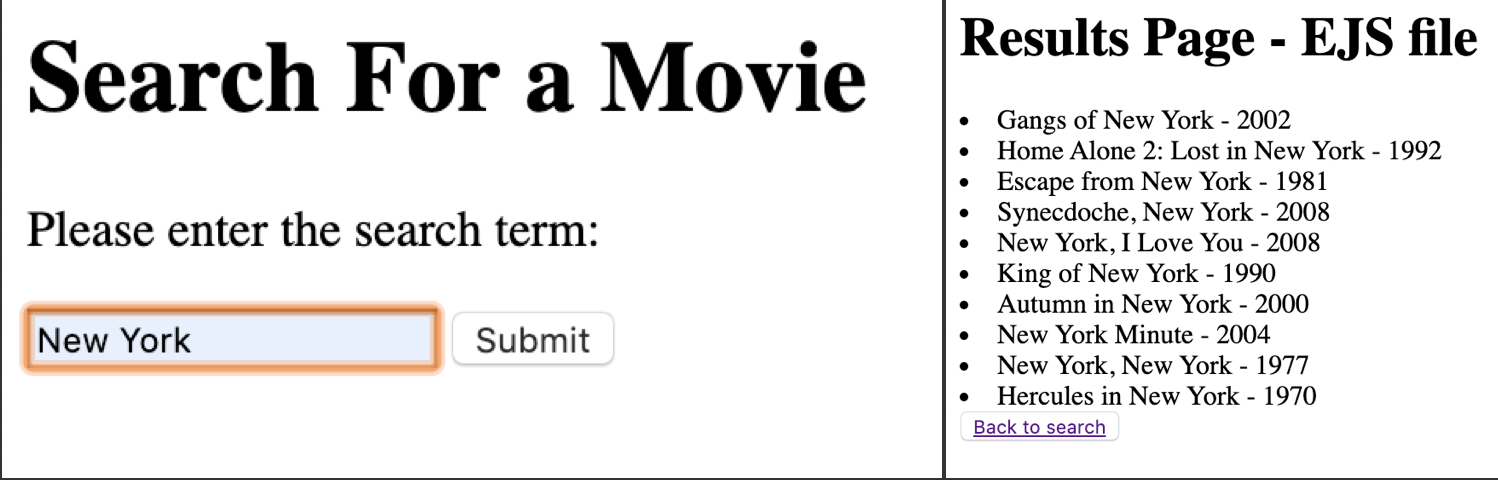 Search For a Movie
Please enter the search term:
New York
Submit
Results Page - EJS file
Gangs of New York - 2002
Home Alone 2: Lost in New York - 1992
Escape from New York - 1981
Synecdoche, New York - 2008
New York, I Love You - 2008
King of New York - 1990
Autumn in New York - 2000
New York Minute - 2004
New York, New York - 1977
Hercules in New York - 1970
Back to search